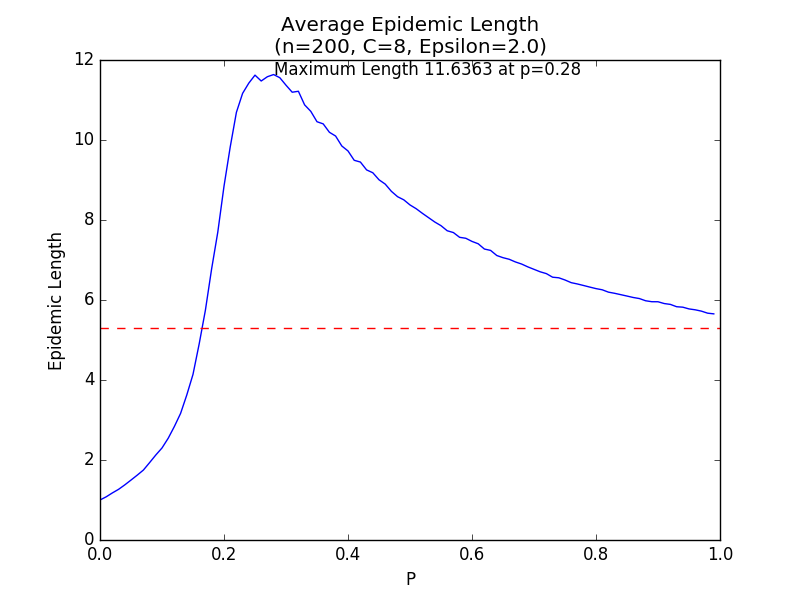 Average Epidemic Length
(n=200, C=8, Epsilon=2.0)
Maximum Length 11.6363 at p=0.28
12
10
8
6
4
2
0
Epidemic Length
0.0 0.2 0.4 0.6 0.8 1.0
P